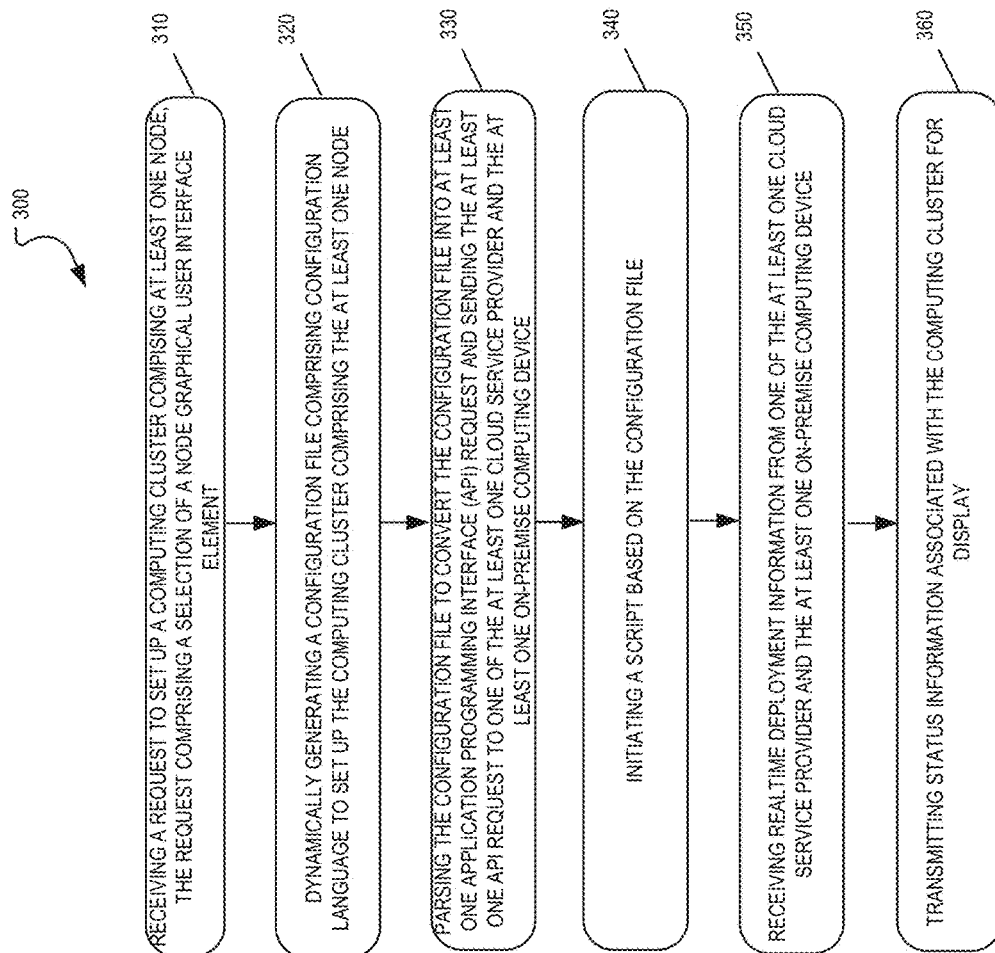 300
310
RECEIVING A REQUEST TO SET UP A COMPUTING CLUSTER COMPISING AT LEAST ONE NODE,
THE REQUEST COMPRISING A SELECTION OF A NODE GRAPHICAL USER INTERFACE
ELEMENT
320
DYNAMICALLY GENERATING A CONFIGURATION FILE COMPRISING CONFIGURATION
LANGUAGE TO SET UP THE COMPUTING CLUSTER COMPRISING THE AT LEAST ONE NODE
330
PARSING THE CONFIGURATION FILE TO CONVERT THE CONFIGURATION FILE INTO AT LEAST
ONE APPLICATION PROGRAMMING INTERFACE (API) REQUEST AND SENDING THE AT LEAST
ONE API REQUEST TO ONE OF THE AT LEAST ONE CLOUD SERVICE PROVIDER AND THE AT
LEAST ONE ON-PREMISE COMPUTING DEVICE
340
INITIATING A SCRIPT BASED ON THE CONFIGURATION FILE
350
RECEIVING REALTIME DEPLOYMENT INFORMATION FROM ONE OF THE AT LEAST ONE CLOUD
SERVICE PROVIDER AND THE AT LEAST ONE ON-PREMISE COMPUTING DEVICE
360
TRANSMITTING STATUS INFORMATION ASSOCIATED WITH THE COMPUTING CLUSTER FOR
DISPLAY